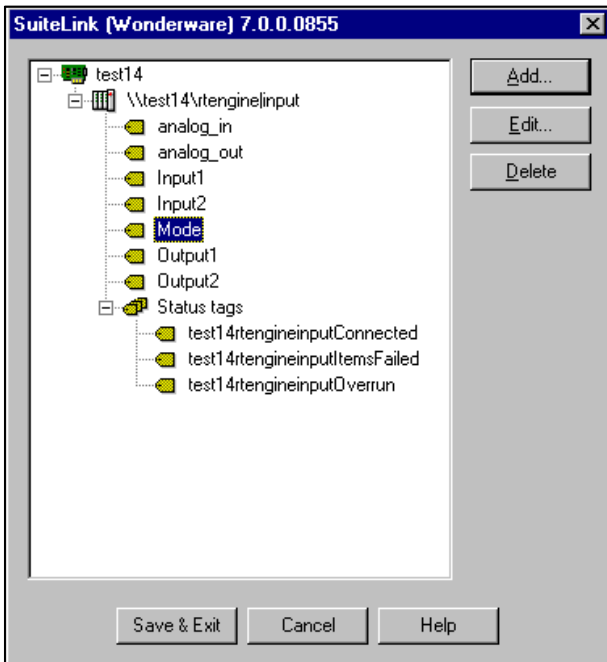 SuiteLink (Wonderware) 7.0.0.0855
test14
\\test14\rtengine|input
analog_in
analog_out
Input1
Input2
Mode
Output1
Output2
Status tags
test14rtengineinputConnected
test14rtengineinputItemsFailed
test14rtengineinputOverrun
Add...
Edit...
Delete
Save & Exit
Cancel
Help